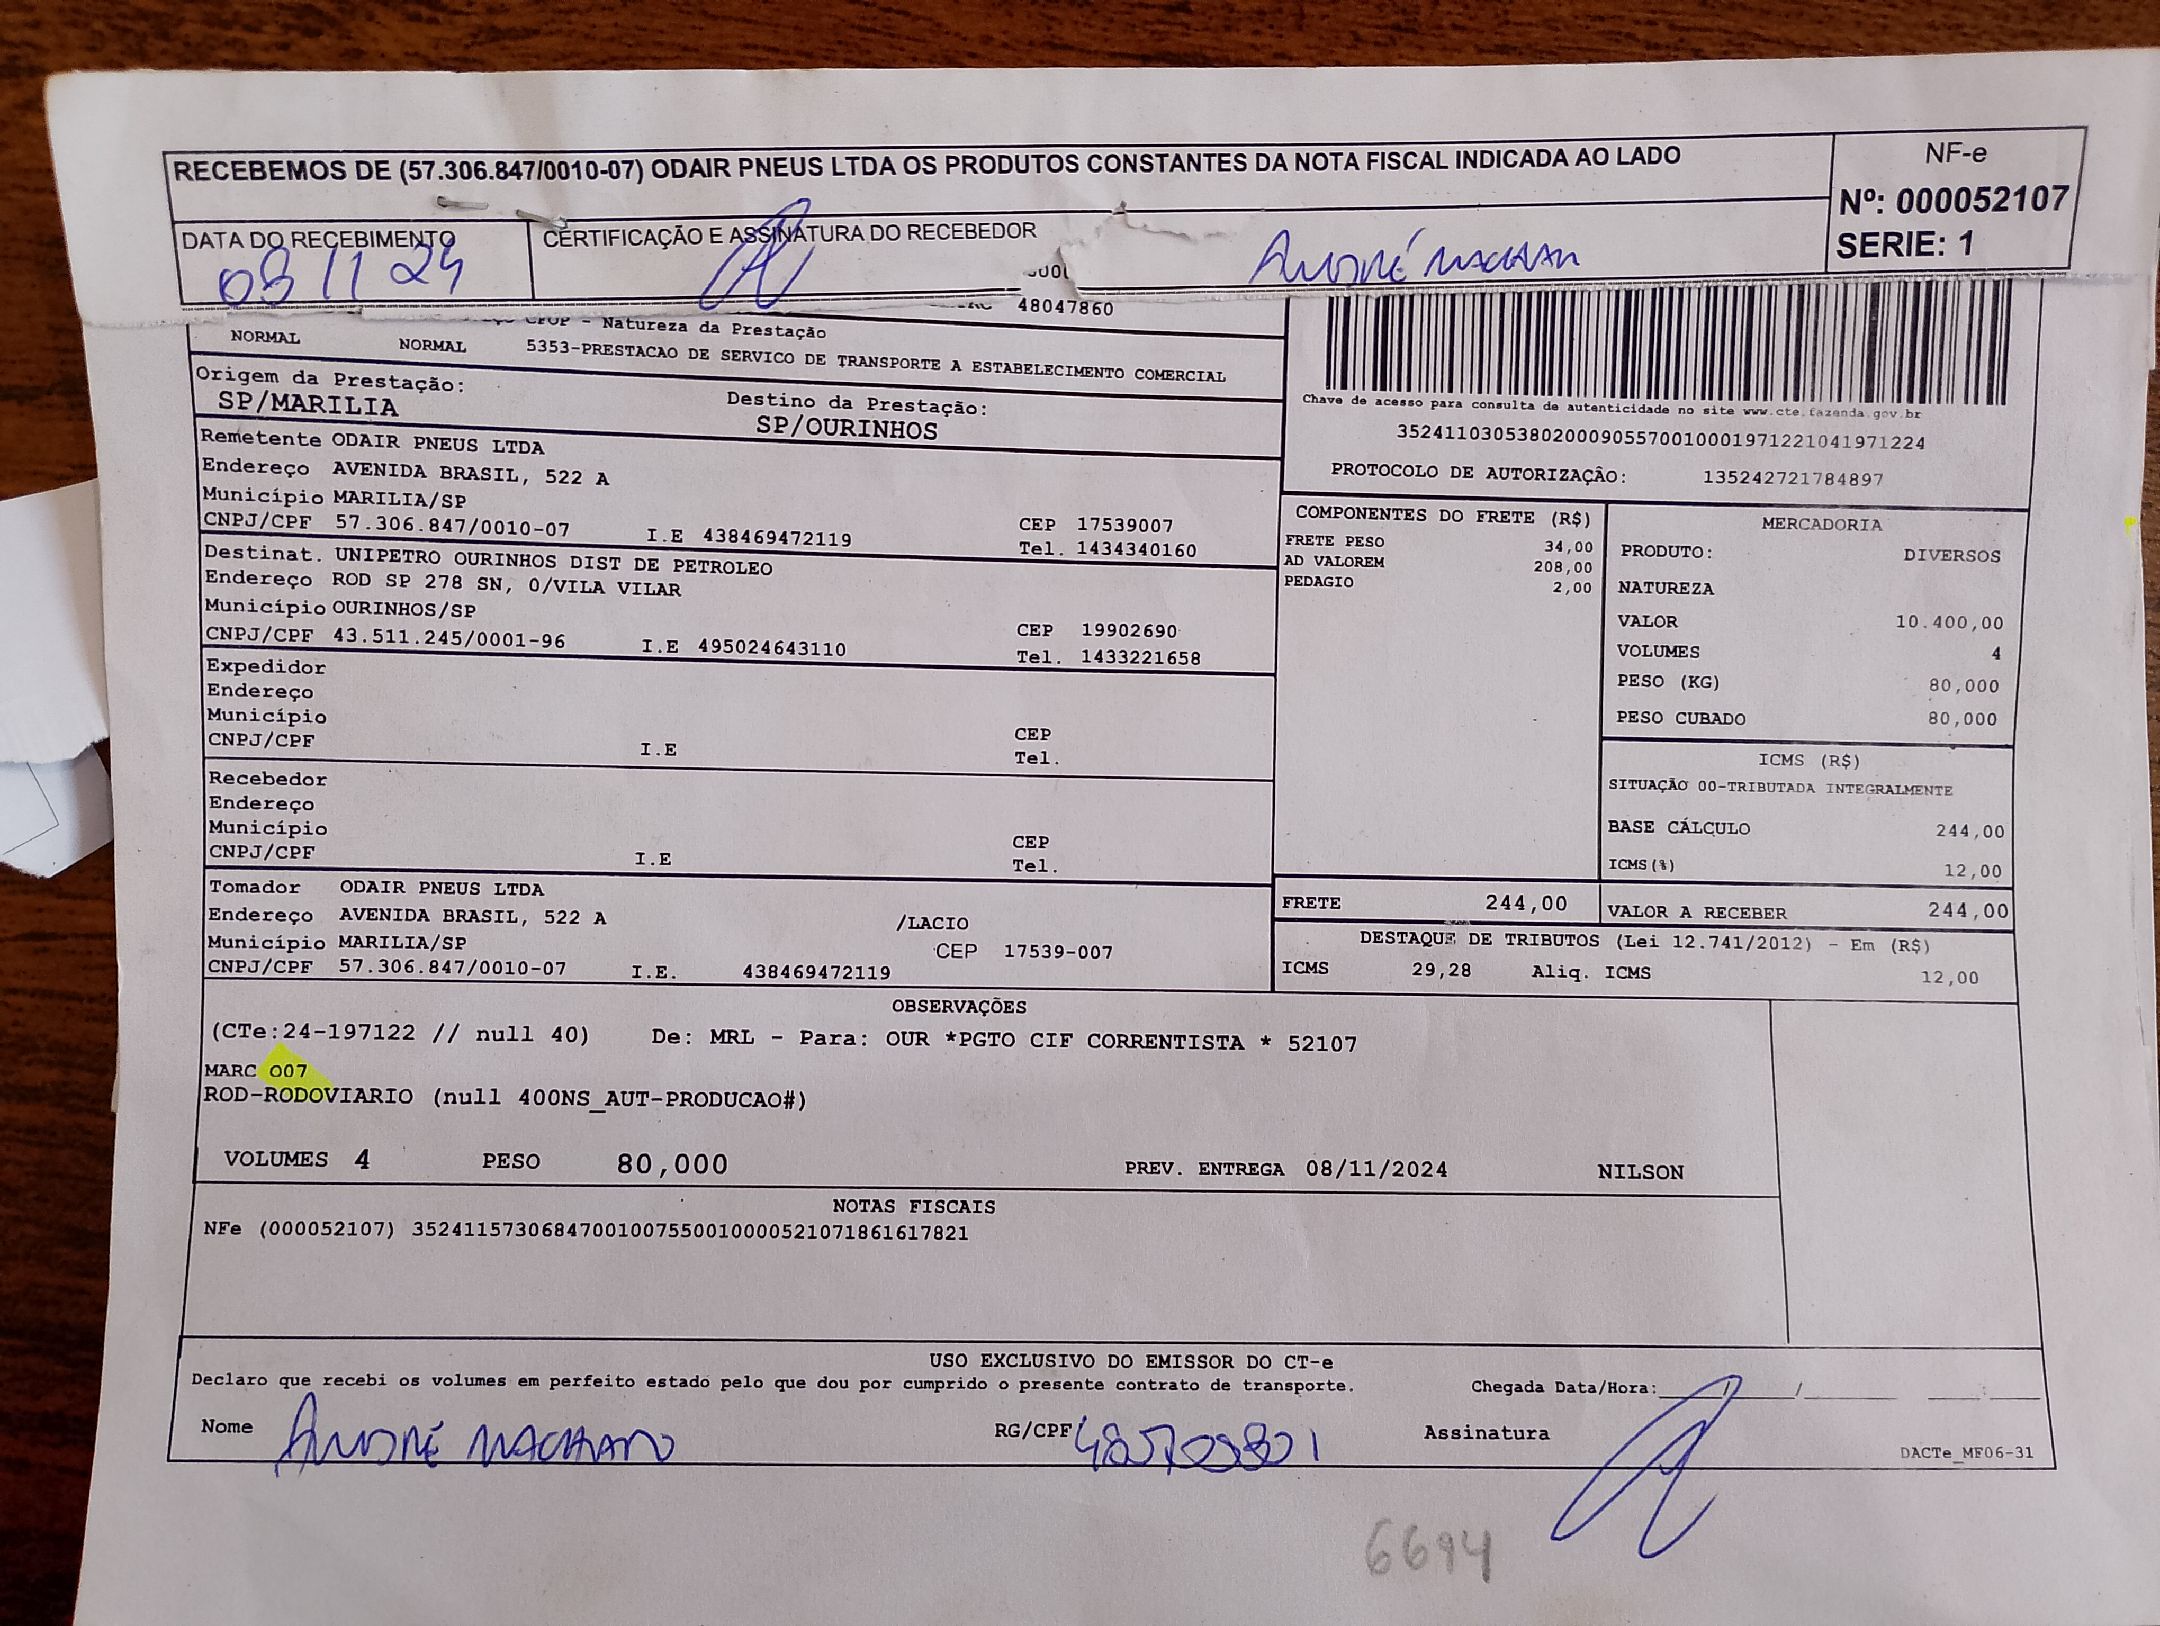 RECEBEMOS DE (57.306.847/0010-07) ODAIR PNEUS LTDA OS PRODUTOS CONSTANTES DA NOTA FISCAL INDICADA AO LADO
NF-e
Nº: 000052107
SERIE: 1
DATA DO RECEBIMENTO
CERTIFICAÇÃO E ASSINATURA DO RECEBEDOR
ANDRÉ MACHADO
48047860
CFOP - Natureza da Prestação
NORMAL NORMAL 5353-PRESTACAO DE SERVICO DE TRANSPORTE A ESTABELECIMENTO COMERCIAL
Origem da Prestação: Destino da Prestação:
SP/MARILIA SP/OURINHOS
Chave de acesso para consulta de autenticidade no site www.cte.fazenda.gov.br
35241103053802000905570010001971221041971224
PROTOCOLO DE AUTORIZAÇÃO: 135242721784897
Remetente ODAIR PNEUS LTDA
Endereço AVENIDA BRASIL, 522 A
Município MARILIA/SP
CNPJ/CPF 57.306.847/0010-07 I.E 438469472119 CEP 17539007
Tel. 1434340160
Destinat. UNIPETRO OURINHOS DIST DE PETROLEO
Endereço ROD SP 278 SN, 0/VILA VILAR
Município OURINHOS/SP
CNPJ/CPF 43.511.245/0001-96 I.E 495024643110 CEP 19902690
Tel. 1433221658
Expedidor
Endereço
Município
CNPJ/CPF I.E CEP
Tel.
Recebedor
Endereço
Município
CNPJ/CPF I.E CEP
Tel.
Tomador ODAIR PNEUS LTDA
Endereço AVENIDA BRASIL, 522 A /LACIO
Município MARILIA/SP CEP 17539-007
CNPJ/CPF 57.306.847/0010-07 I.E. 438469472119
COMPONENTES DO FRETE (R$)
FRETE PESO 34,00
AD VALOREM 208,00
PEDAGIO 2,00
MERCADORIA
PRODUTO: DIVERSOS
NATUREZA
VALOR 10.400,00
VOLUMES 4
PESO (KG) 80,000
PESO CUBADO 80,000
ICMS (R$)
SITUAÇÃO 00-TRIBUTADA INTEGRALMENTE
BASE CÁLCULO 244,00
ICMS(%) 12,00
FRETE 244,00 VALOR A RECEBER 244,00
DESTAQUE DE TRIBUTOS (Lei 12.741/2012) - Em (R$)
ICMS 29,28 Aliq. ICMS 12,00
OBSERVAÇÕES
(CTe:24-197122 // null 40) De: MRL - Para: OUR *PGTO CIF CORRENTISTA * 52107
MARC 007
ROD-RODOVIARIO (null 400NS_AUT-PRODUCAO#)
VOLUMES 4 PESO 80,000 PREV. ENTREGA 08/11/2024 NILSON
NOTAS FISCAIS
NFe (000052107) 35241157306847001007550010000521071861617821
USO EXCLUSIVO DO EMISSOR DO CT-e
Declaro que recebi os volumes em perfeito estado pelo que dou por cumprido o presente contrato de transporte. Chegada Data/Hora:
Nome ANDRÉ MACHADO RG/CPF Assinatura
DACTe_MF06-31
6694